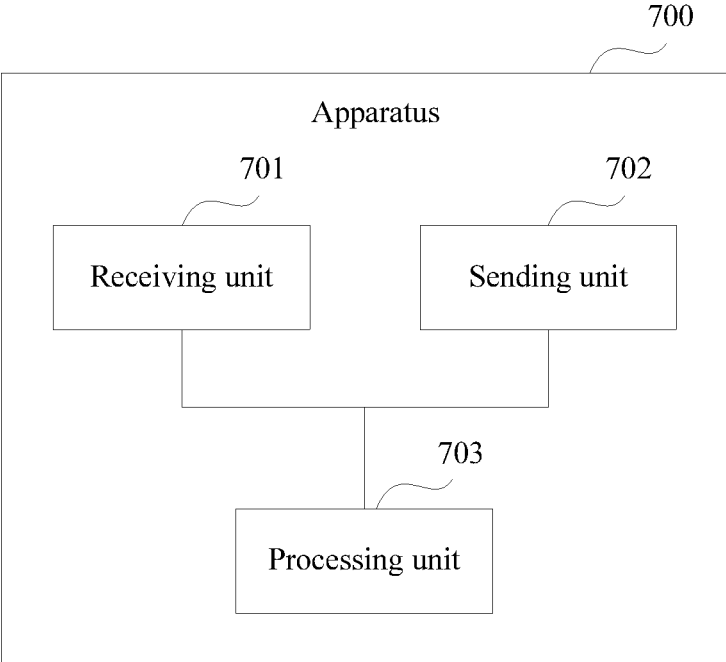 700
Apparatus
701
702
Receiving unit
Sending unit
703
Processing unit